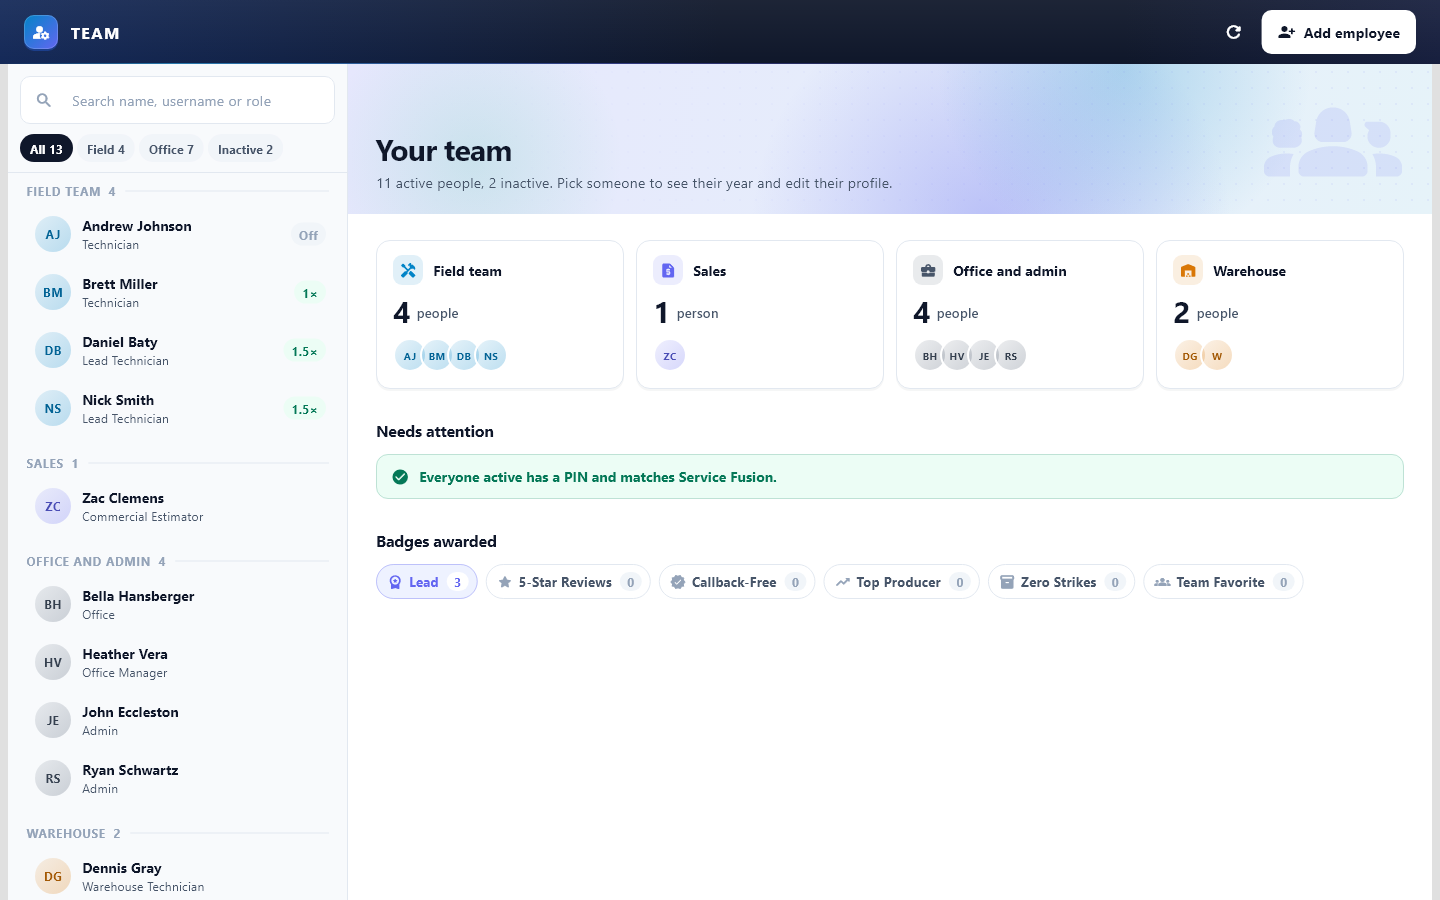 TEAM
Add employee
Search name, username or role
All 13
Field 4
Office 7
Inactive 2
FIELD TEAM 4
AJ
Andrew Johnson
Technician
Off
BM
Brett Miller
Technician
1×
DB
Daniel Baty
Lead Technician
1.5×
NS
Nick Smith
Lead Technician
1.5×
SALES 1
ZC
Zac Clemens
Commercial Estimator
OFFICE AND ADMIN 4
BH
Bella Hansberger
Office
HV
Heather Vera
Office Manager
JE
John Eccleston
Admin
RS
Ryan Schwartz
Admin
WAREHOUSE 2
DG
Dennis Gray
Warehouse Technician
Your team
11 active people, 2 inactive. Pick someone to see their year and edit their profile.
Field team
4 people
AJ BM DB NS
Sales
1 person
ZC
Office and admin
4 people
BH HV JE RS
Warehouse
2 people
DG W
Needs attention
Everyone active has a PIN and matches Service Fusion.
Badges awarded
Lead 3
5-Star Reviews 0
Callback-Free 0
Top Producer 0
Zero Strikes 0
Team Favorite 0